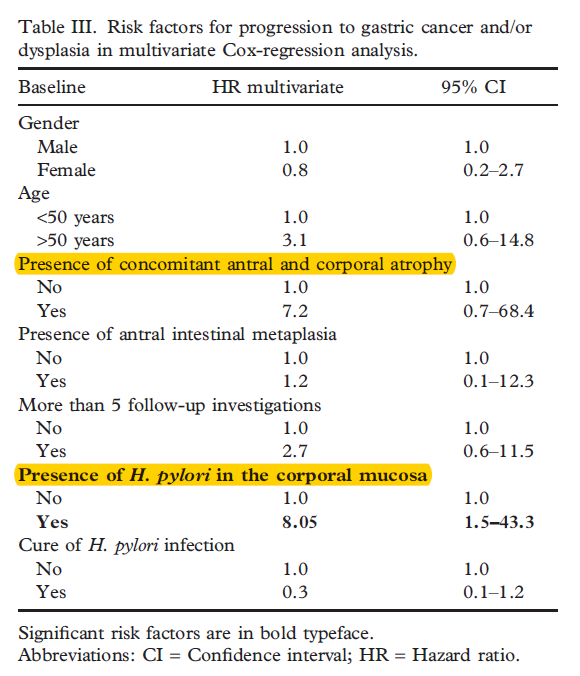 Table III. Risk factors for progression to gastric cancer and/or
dysplasia in multivariate Cox-regression analysis.
Baseline HR multivariate 95% CI
Gender
Male 1.0 1.0
Female 0.8 0.2–2.7
Age
<50 years 1.0 1.0
>50 years 3.1 0.6–14.8
Presence of concomitant antral and corporal atrophy
No 1.0 1.0
Yes 7.2 0.7–68.4
Presence of antral intestinal metaplasia
No 1.0 1.0
Yes 1.2 0.1–12.3
More than 5 follow-up investigations
No 1.0 1.0
Yes 2.7 0.6–11.5
Presence of H. pylori in the corporal mucosa
No 1.0 1.0
Yes 8.05 1.5–43.3
Cure of H. pylori infection
No 1.0 1.0
Yes 0.3 0.1–1.2
Significant risk factors are in bold typeface.
Abbreviations: CI = Confidence interval; HR = Hazard ratio.